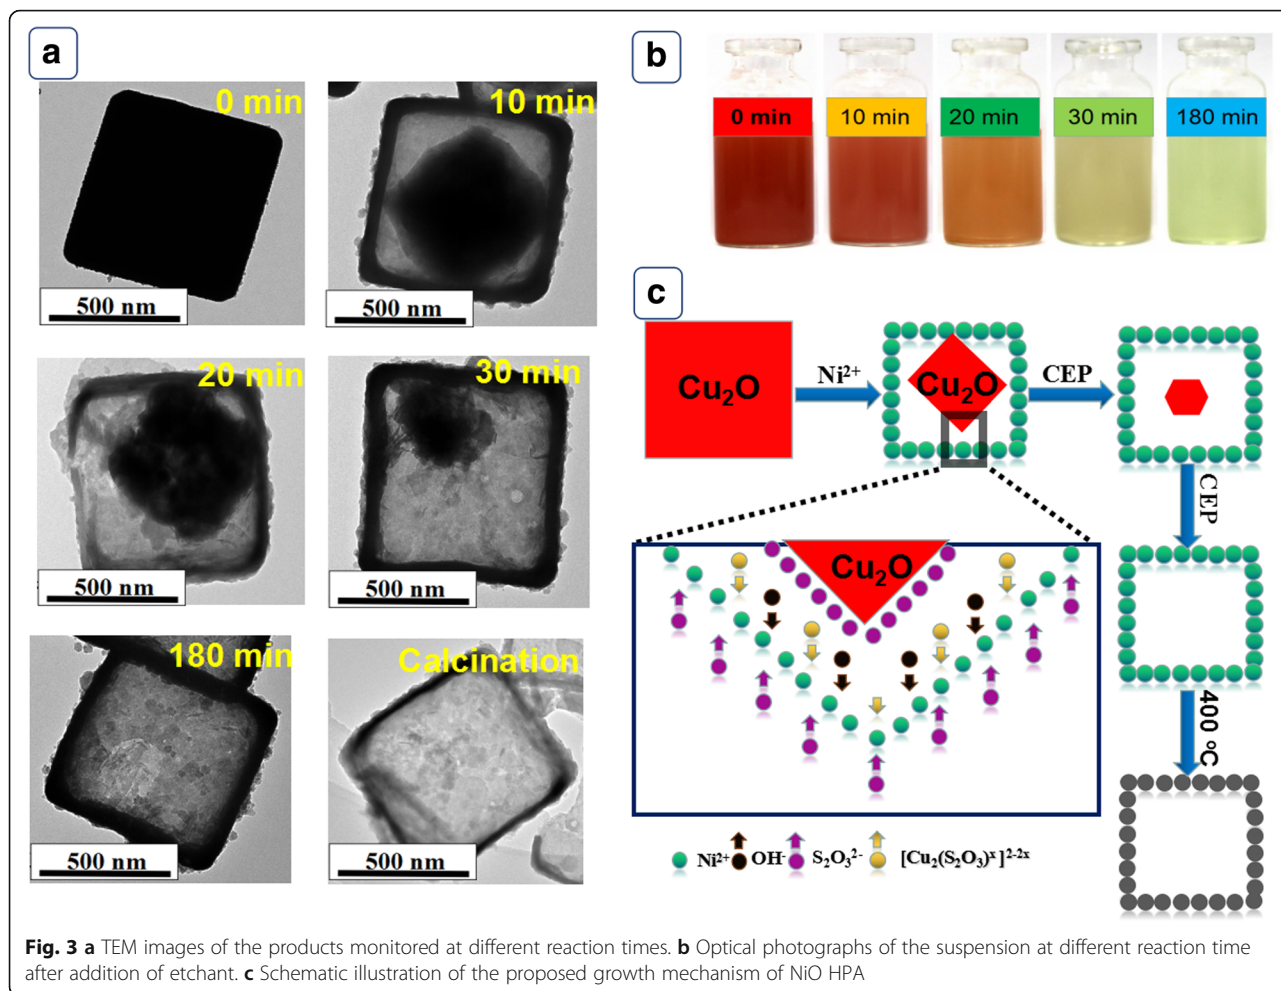 a
0 min
500 nm
10 min
500 nm
20 min
500 nm
30 min
500 nm
180 min
500 nm
Calcination
500 nm
b
0 min
10 min
20 min
30 min
180 min
c
Cu₂O
Ni²⁺
Cu₂O
CEP
CEP
400 ºC
Cu₂O
Ni²⁺ OH⁻ S₂O₃²⁻ [Cu₂(S₂O₃)ˣ]²⁻²ˣ
Fig. 3 a TEM images of the products monitored at different reaction times. b Optical photographs of the suspension at different reaction time
after addition of etchant. c Schematic illustration of the proposed growth mechanism of NiO HPA